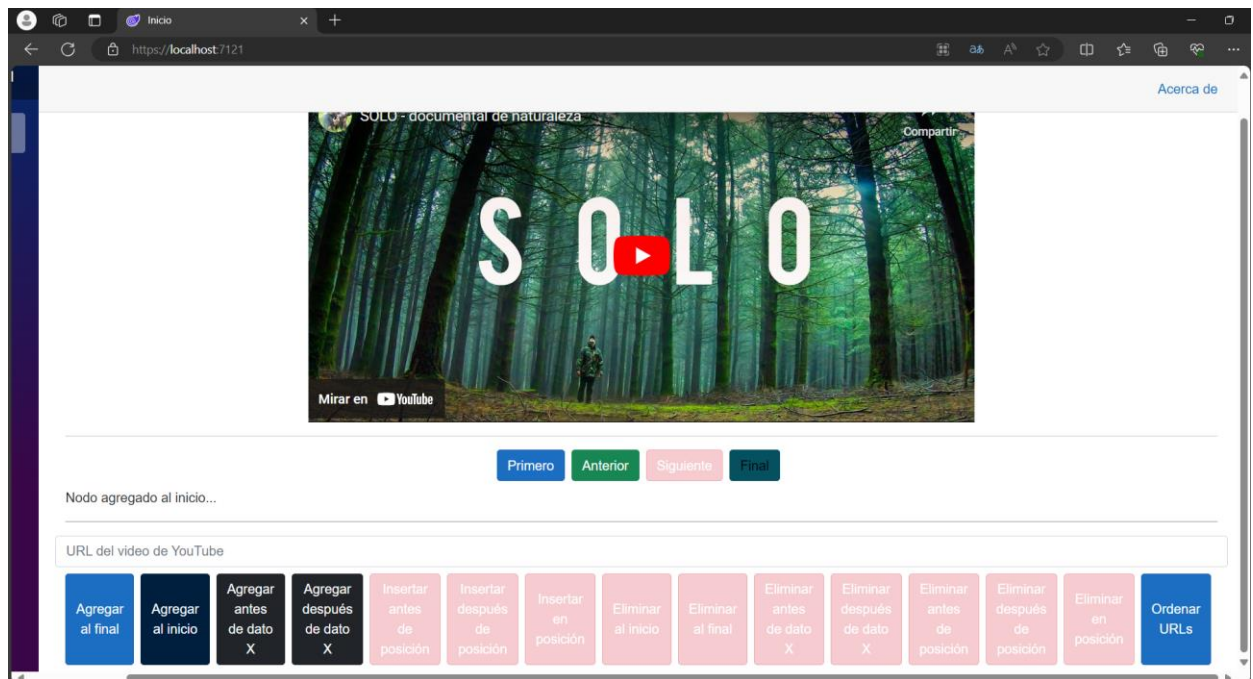 Inicio
https://localhost:7121
Acerca de
SOLO - documental de naturaleza
Compartir
SOLO
Mirar en YouTube
Primero
Anterior
Siguiente
Final
Nodo agregado al inicio...
URL del video de YouTube
Agregar
al final
Agregar
al inicio
Agregar
antes
de dato
X
Agregar
después
de dato
X
Insertar
antes
de
posición
Insertar
después
de
posición
Insertar
en
posición
Eliminar
al inicio
Eliminar
al final
Eliminar
antes
de dato
X
Eliminar
después
de dato
X
Eliminar
antes
de
posición
Eliminar
después
de
posición
Eliminar
en
posición
Ordenar
URLs